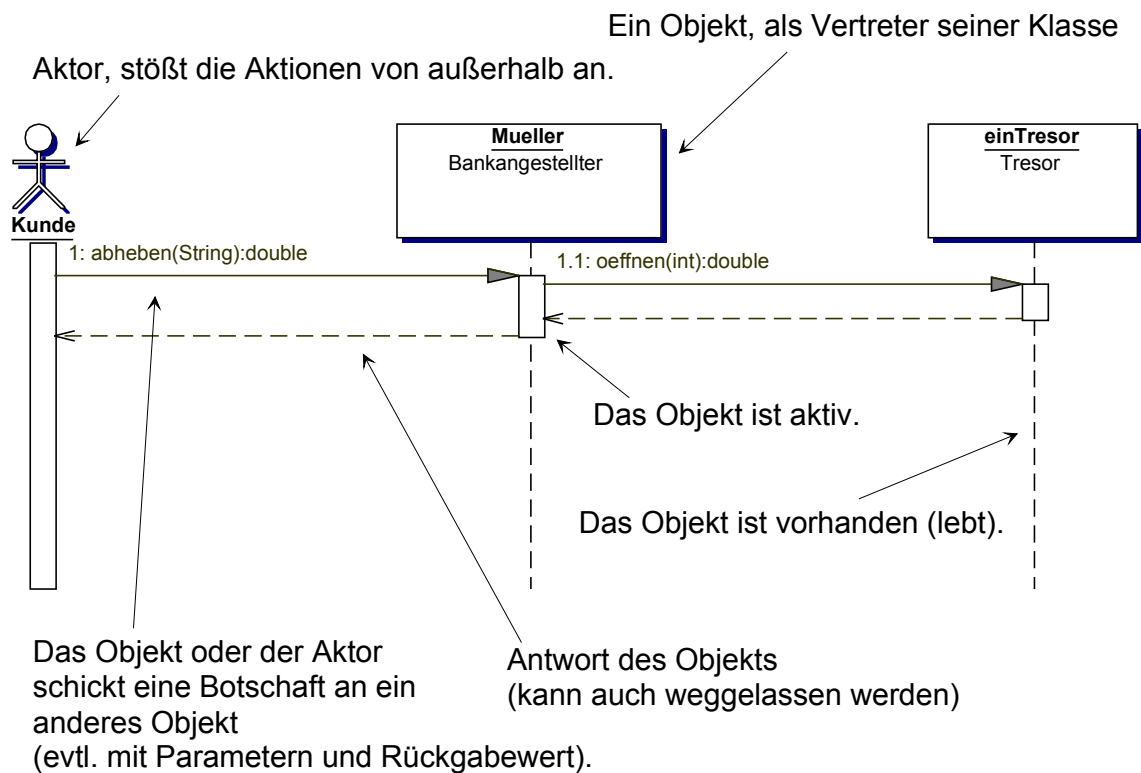 Ein Objekt, als Vertreter seiner Klasse
Aktor, stößt die Aktionen von außerhalb an.
Mueller
Bankangestellter
einTresor
Tresor
Kunde
1: abheben(String):double
1.1: oeffnen(int):double
Das Objekt ist aktiv.
Das Objekt ist vorhanden (lebt).
Das Objekt oder der Aktor
schickt eine Botschaft an ein
anderes Objekt
(evtl. mit Parametern und Rückgabewert).
Antwort des Objekts
(kann auch weggelassen werden)